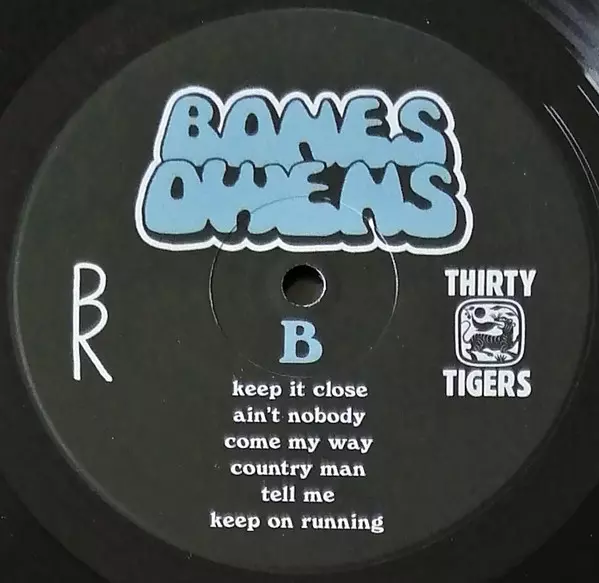 BONES
OWENS
BR
THIRTY
TIGERS
B
keep it close
ain't nobody
come my way
country man
tell me
keep on running